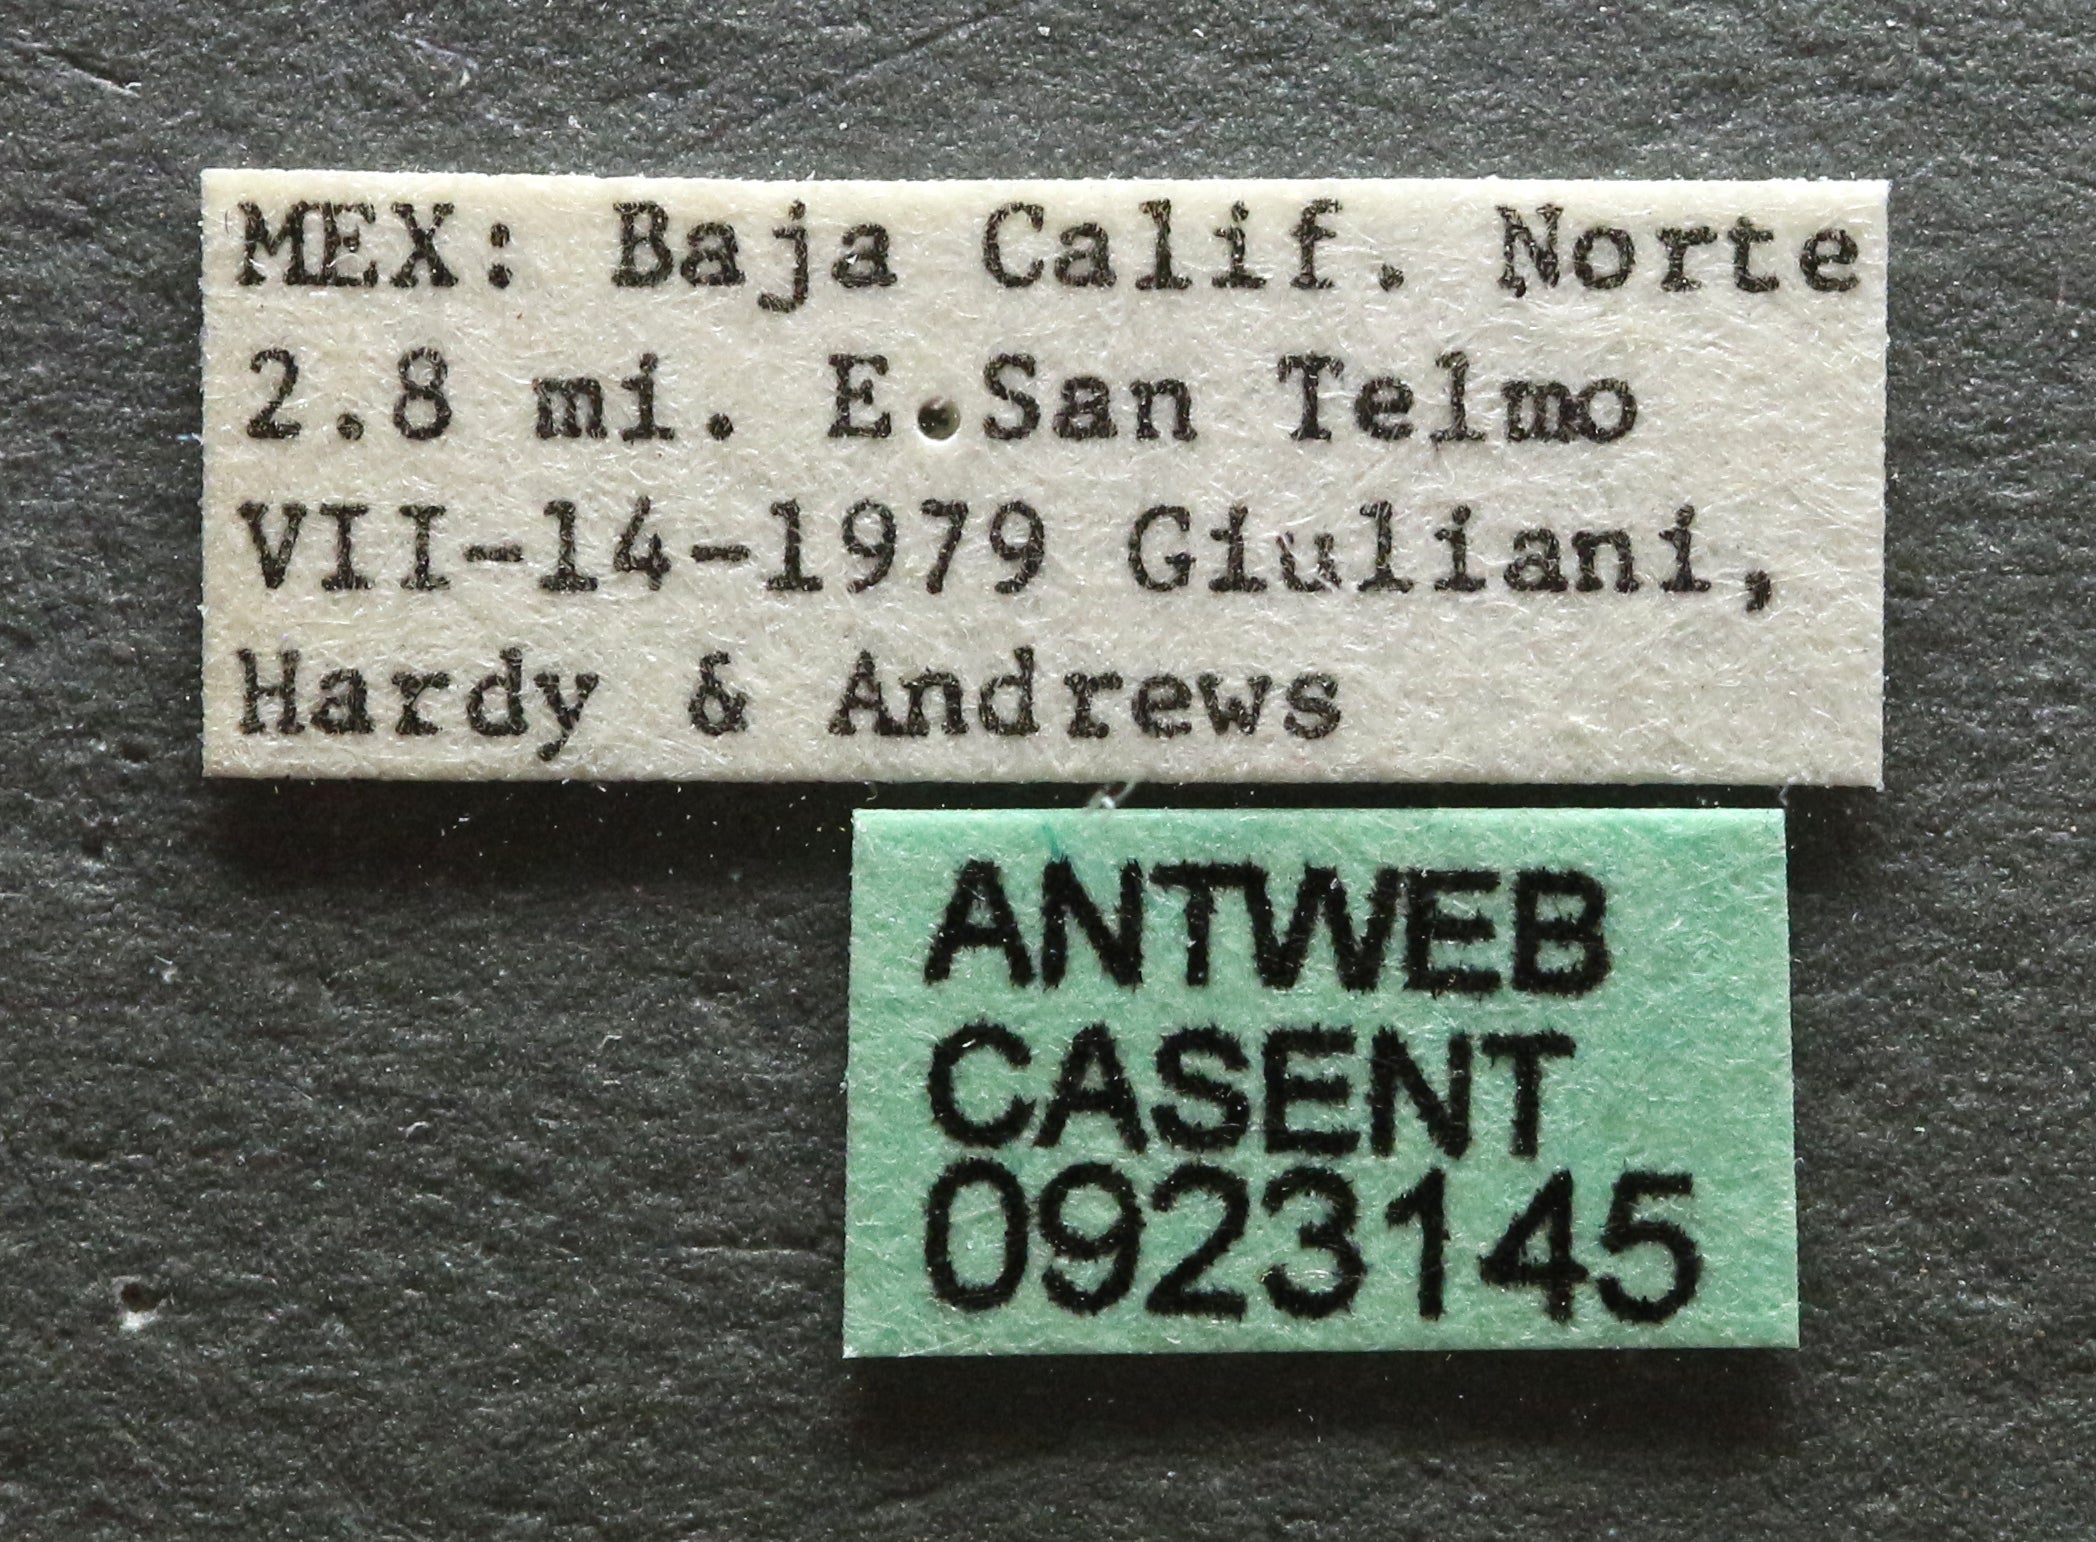 MEX: Baja Calif. Norte
2.8 mi. E San Telmo
VII-14-1979 Giuliani,
Hardy & Andrews
ANTWEB
CASENT
0923145